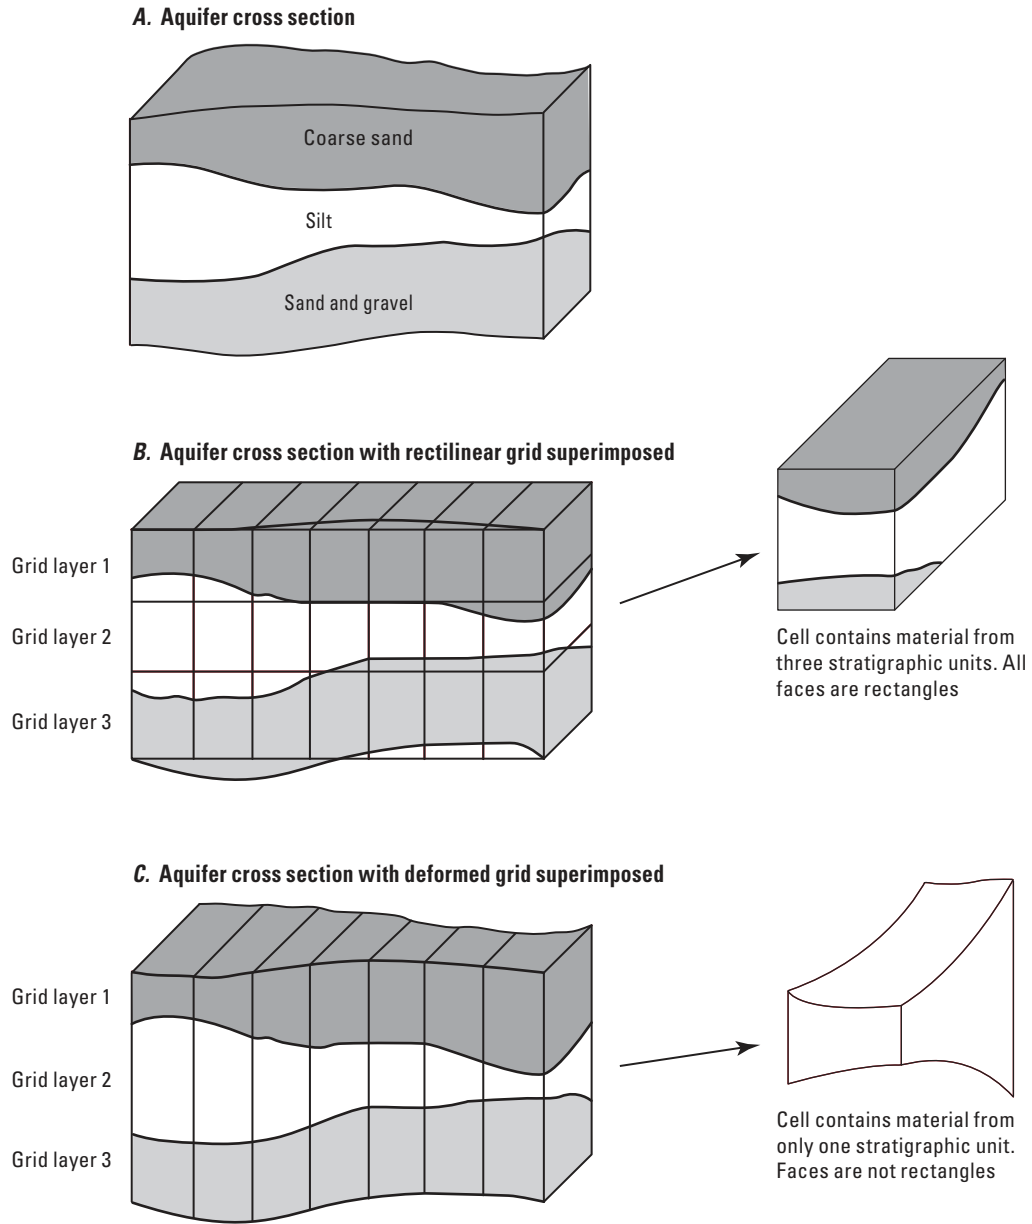 A. Aquifer cross section
Coarse sand
Silt
Sand and gravel
B. Aquifer cross section with rectilinear grid superimposed
Grid layer 1
Grid layer 2
Grid layer 3
Cell contains material from
three stratigraphic units. All
faces are rectangles
C. Aquifer cross section with deformed grid superimposed
Grid layer 1
Grid layer 2
Grid layer 3
Cell contains material from
only one stratigraphic unit.
Faces are not rectangles